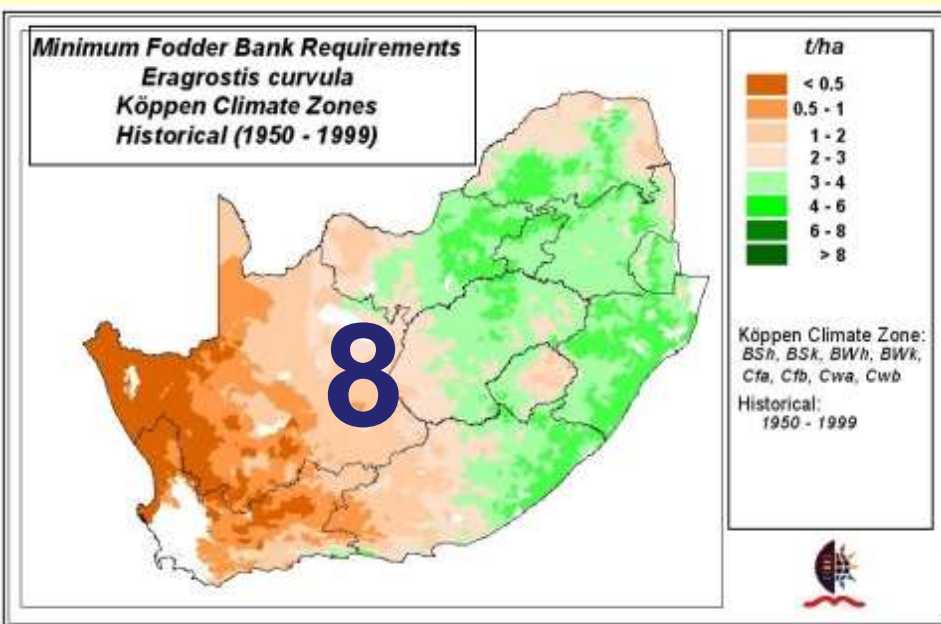 Minimum Fodder Bank Requirements
Eragrostis curvula
Köppen Climate Zones
Historical (1950 - 1999)
t/ha
< 0.5
0.5 - 1
1 - 2
2 - 3
3 - 4
4 - 6
6 - 8
> 8
8
Köppen Climate Zone:
BSh, BSk, BWh, BWk,
Cfa, Cfb, Cwa, Cwb
Historical:
1950 - 1999